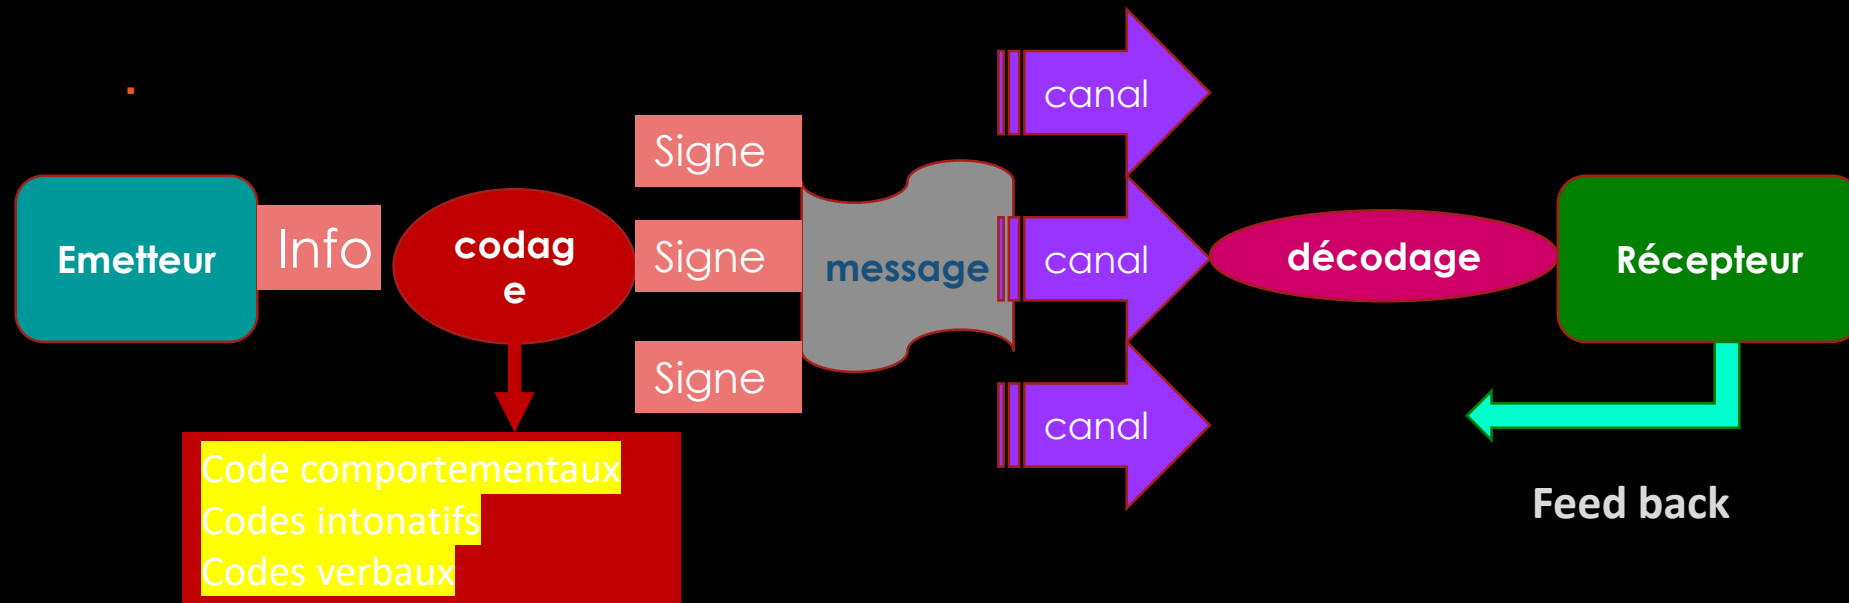 Emetteur
Info
codag
e
Code comportementaux
Codes intonatifs
Codes verbaux
Signe
Signe
Signe
message
canal
canal
canal
décodage
Récepteur
Feed back